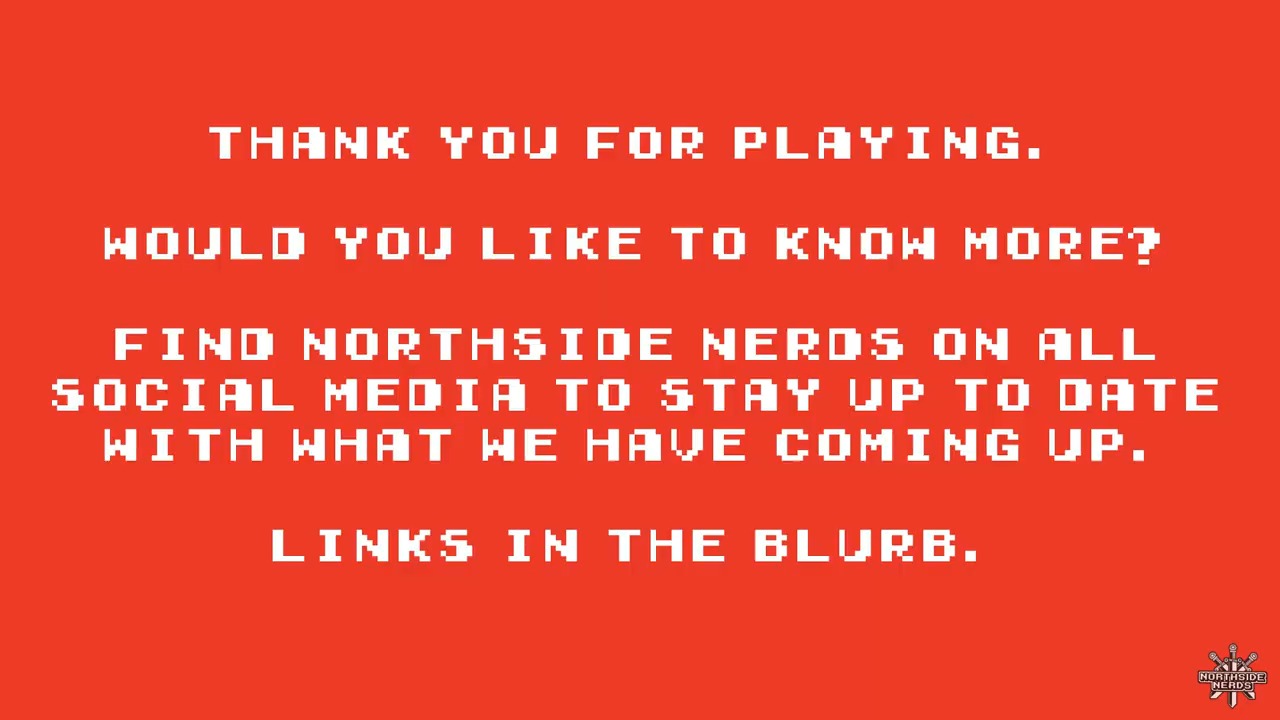 THANK YOU FOR PLAYING.
WOULD YOU LIKE TO KNOW MORE?
FIND NORTHSIDE NERDS ON ALL
SOCIAL MEDIA TO STAY UP TO DATE
WITH WHAT WE HAVE COMING UP.
LINKS IN THE BLURB.
NORTHSIDE
NERDS